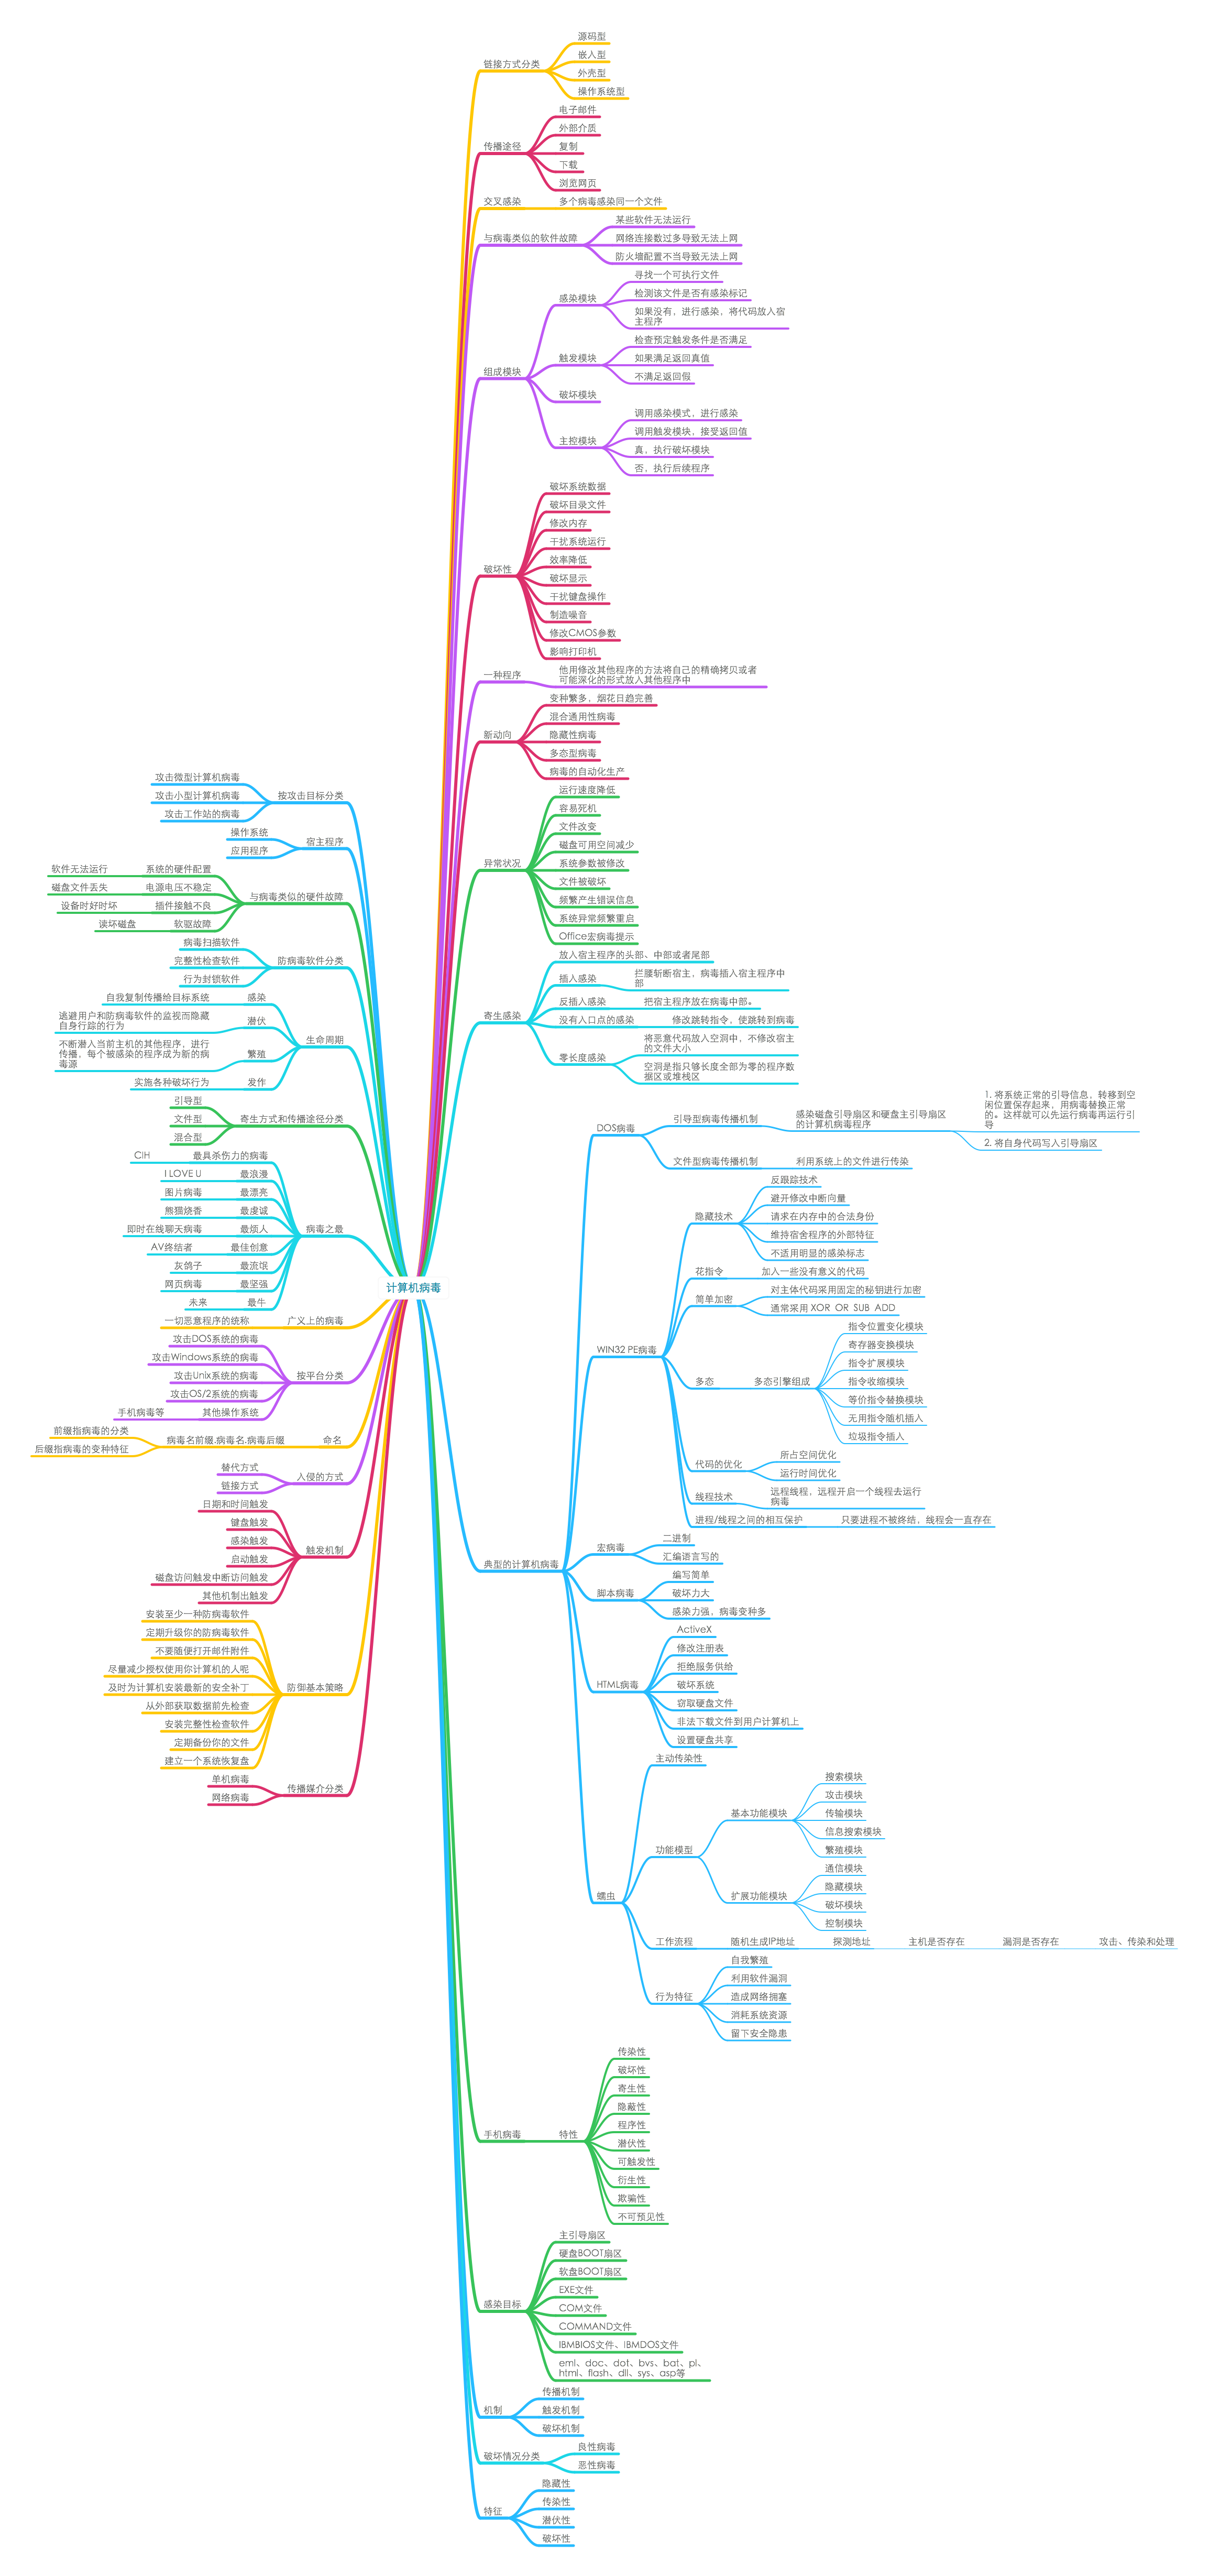 计算机病毒
链接方式分类
源码型
嵌入型
外壳型
操作系统型
传播途径
电子邮件
外部介质
复制
下载
浏览网页
交叉感染
多个病毒感染同一个文件
与病毒类似的软件故障
某些软件无法运行
网络连接数过多导致无法上网
防火墙配置不当导致无法上网
组成模块
感染模块
寻找一个可执行文件
检测该文件是否有感染标记
如果没有，进行感染，将代码放入宿
主程序
触发模块
检查预定触发条件是否满足
如果满足返回真值
不满足返回假
破坏模块
主控模块
调用感染模式，进行感染
调用触发模块，接受返回值
真，执行破坏模块
否，执行后续程序
破坏性
破坏系统数据
破坏目录文件
修改内存
干扰系统运行
效率降低
破坏显示
干扰键盘操作
制造噪音
修改CMOS参数
影响打印机
一种程序
他用修改其他程序的方法将自己的精确拷贝或者
可能深化的形式放入其他程序中
新动向
变种繁多，烟花日趋完善
混合通用性病毒
隐藏性病毒
多态型病毒
病毒的自动化生产
异常状况
运行速度降低
容易死机
文件改变
磁盘可用空间减少
系统参数被修改
文件被破坏
频繁产生错误信息
系统异常频繁重启
Office宏病毒提示
寄生感染
放入宿主程序的头部、中部或者尾部
插入感染
拦腰斩断宿主，病毒插入宿主程序中
部
反插入感染
把宿主程序放在病毒中部。
没有入口点的感染
修改跳转指令，使跳转到病毒
零长度感染
将恶意代码放入空洞中，不修改宿主
的文件大小
空洞是指只够长度全部为零的程序数
据区或堆栈区
典型的计算机病毒
DOS病毒
引导型病毒传播机制
感染磁盘引导扇区和硬盘主引导扇区
的计算机病毒程序
1. 将系统正常的引导信息，转移到空
闲位置保存起来，用病毒替换正常
的。这样就可以先运行病毒再运行引
导
2. 将自身代码写入引导扇区
文件型病毒传播机制
利用系统上的文件进行传染
WIN32 PE病毒
隐藏技术
反跟踪技术
避开修改中断向量
请求在内存中的合法身份
维持宿舍程序的外部特征
不适用明显的感染标志
花指令
加入一些没有意义的代码
简单加密
对主体代码采用固定的秘钥进行加密
通常采用 XOR OR SUB ADD
多态
多态引擎组成
指令位置变化模块
寄存器变换模块
指令扩展模块
指令收缩模块
等价指令替换模块
无用指令随机插入
垃圾指令插入
代码的优化
所占空间优化
运行时间优化
线程技术
远程线程，远程开启一个线程去运行
病毒
进程/线程之间的相互保护
只要进程不被终结，线程会一直存在
宏病毒
二进制
汇编语言写的
脚本病毒
编写简单
破坏力大
感染力强，病毒变种多
HTML病毒
ActiveX
修改注册表
拒绝服务供给
破坏系统
窃取硬盘文件
非法下载文件到用户计算机上
设置硬盘共享
蠕虫
主动传染性
功能模型
基本功能模块
搜索模块
攻击模块
传输模块
信息搜索模块
繁殖模块
扩展功能模块
通信模块
隐藏模块
破坏模块
控制模块
工作流程
随机生成IP地址
探测地址
主机是否存在
漏洞是否存在
攻击、传染和处理
行为特征
自我繁殖
利用软件漏洞
造成网络拥塞
消耗系统资源
留下安全隐患
手机病毒
特性
传染性
破坏性
寄生性
隐蔽性
程序性
潜伏性
可触发性
衍生性
欺骗性
不可预见性
感染目标
主引导扇区
硬盘BOOT扇区
软盘BOOT扇区
EXE文件
COM文件
COMMAND文件
IBMBIOS文件、IBMDOS文件
eml、doc、dot、bvs、bat、pl、
html、flash、dll、sys、asp等
机制
传播机制
触发机制
破坏机制
破坏情况分类
良性病毒
恶性病毒
特征
隐藏性
传染性
潜伏性
破坏性
按攻击目标分类
攻击微型计算机病毒
攻击小型计算机病毒
攻击工作站的病毒
宿主程序
操作系统
应用程序
与病毒类似的硬件故障
系统的硬件配置
软件无法运行
电源电压不稳定
磁盘文件丢失
插件接触不良
设备时好时坏
软驱故障
读坏磁盘
防病毒软件分类
病毒扫描软件
完整性检查软件
行为封锁软件
生命周期
感染
自我复制传播给目标系统
潜伏
逃避用户和防病毒软件的监视而隐藏
自身行踪的行为
繁殖
不断潜入当前主机的其他程序，进行
传播，每个被感染的程序成为新的病
毒源
发作
实施各种破坏行为
寄生方式和传播途径分类
引导型
文件型
混合型
病毒之最
最具杀伤力的病毒
CIH
最浪漫
I LOVE U
最漂亮
图片病毒
最虔诚
熊猫烧香
最烦人
即时在线聊天病毒
最佳创意
AV终结者
最流氓
灰鸽子
最坚强
网页病毒
最牛
未来
广义上的病毒
一切恶意程序的统称
按平台分类
攻击DOS系统的病毒
攻击Windows系统的病毒
攻击Unix系统的病毒
攻击OS/2系统的病毒
其他操作系统
手机病毒等
命名
病毒名前缀.病毒名.病毒后缀
前缀指病毒的分类
后缀指病毒的变种特征
入侵的方式
替代方式
链接方式
触发机制
日期和时间触发
键盘触发
感染触发
启动触发
磁盘访问触发中断访问触发
其他机制出触发
防御基本策略
安装至少一种防病毒软件
定期升级你的防病毒软件
不要随便打开邮件附件
尽量减少授权使用你计算机的人呢
及时为计算机安装最新的安全补丁
从外部获取数据前先检查
安装完整性检查软件
定期备份你的文件
建立一个系统恢复盘
传播媒介分类
单机病毒
网络病毒